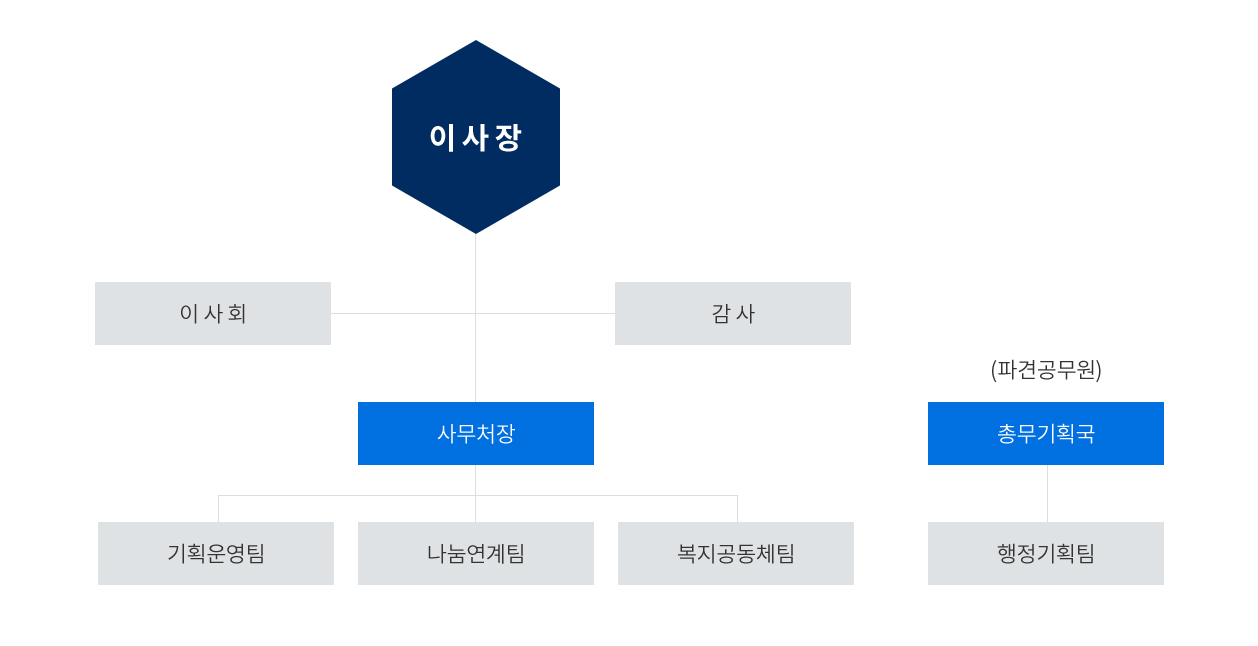 이사장
이사회
감사
(파견공무원)
사무처장
총무기획국
기획운영팀
나눔연계팀
복지공동체팀
행정기획팀